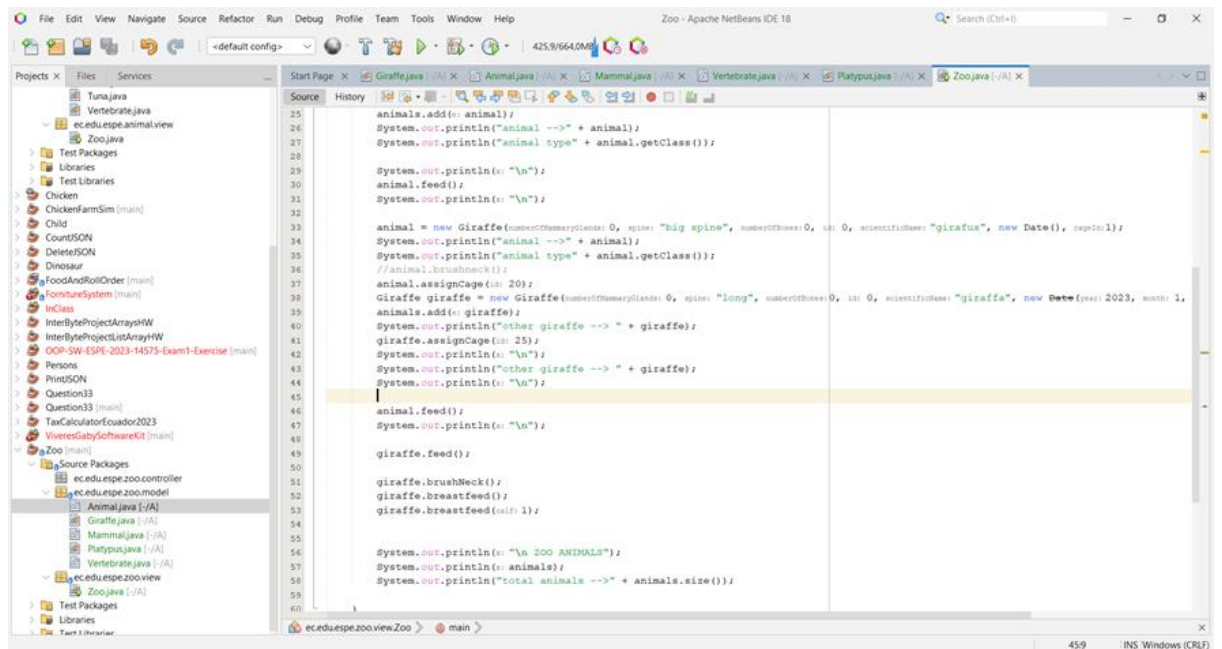 File Edit View Navigate Source Refactor Run Debug Profile Team Tools Window Help Zoo - Apache NetBeans IDE 18 Search (Ctrl+I)
<default config> 425,9/664,0MB
Projects Files Services
Start Page Giraffe.java [-/A] Animal.java [-/A] Mammal.java [-/A] Vertebrate.java [-/A] Platypus.java [-/A] Zoo.java [-/A]
Source History
Tuna.java
Vertebrate.java
ec.edu.espe.animal.view
Zoo.java
Test Packages
Libraries
Test Libraries
Chicken
ChickenFarmSim [main]
Child
CountJSON
DeleteJSON
Dinosaur
FoodAndRollOrder [main]
FornitureSystem [main]
InClass
InterByteProjectArraysHW
InterByteProjectListArrayHW
OOP-SW-ESPE-2023-14575-Exam1-Exercise [main]
Persons
PrintJSON
Question33
Question33 [main]
TaxCalculatorEcuador2023
ViveresGabySoftwareKit [main]
Zoo [main]
Source Packages
ec.edu.espe.zoo.controller
ec.edu.espe.zoo.model
Animal.java [-/A]
Giraffe.java [-/A]
Mammal.java [-/A]
Platypus.java [-/A]
Vertebrate.java [-/A]
ec.edu.espe.zoo.view
Zoo.java [-/A]
Test Packages
Libraries
Test Libraries
25 animals.add(e: animal);
26 System.out.println("animal -->" + animal);
27 System.out.println("animal type" + animal.getClass());
28
29 System.out.println(x: "\n");
30 animal.feed();
31 System.out.println(x: "\n");
32
33 animal = new Giraffe(numberOfMammaryGlands: 0, spine: "big spine", numberOfBones: 0, id: 0, scientificName: "girafus", new Date(), cageId: 1);
34 System.out.println("animal -->" + animal);
35 System.out.println("animal type" + animal.getClass());
36 //animal.brushneck();
37 animal.assignCage(id: 20);
38 Giraffe giraffe = new Giraffe(numberOfMammaryGlands: 0, spine: "long", numberOfBones: 0, id: 0, scientificName: "giraffa", new Date(year: 2023, month: 1,
39 animals.add(e: giraffe);
40 System.out.println("other giraffe --> " + giraffe);
41 giraffe.assignCage(id: 25);
42 System.out.println(x: "\n");
43 System.out.println("other giraffe --> " + giraffe);
44 System.out.println(x: "\n");
45
46 animal.feed();
47 System.out.println(x: "\n");
48
49 giraffe.feed();
50
51 giraffe.brushNeck();
52 giraffe.breastfeed();
53 giraffe.breastfeed(calf: 1);
54
55
56 System.out.println(x: "\n ZOO ANIMALS");
57 System.out.println(x: animals);
58 System.out.println("total animals -->" + animals.size());
59
60 }
ec.edu.espe.zoo.view.Zoo main
45:9 INS Windows (CRLF)